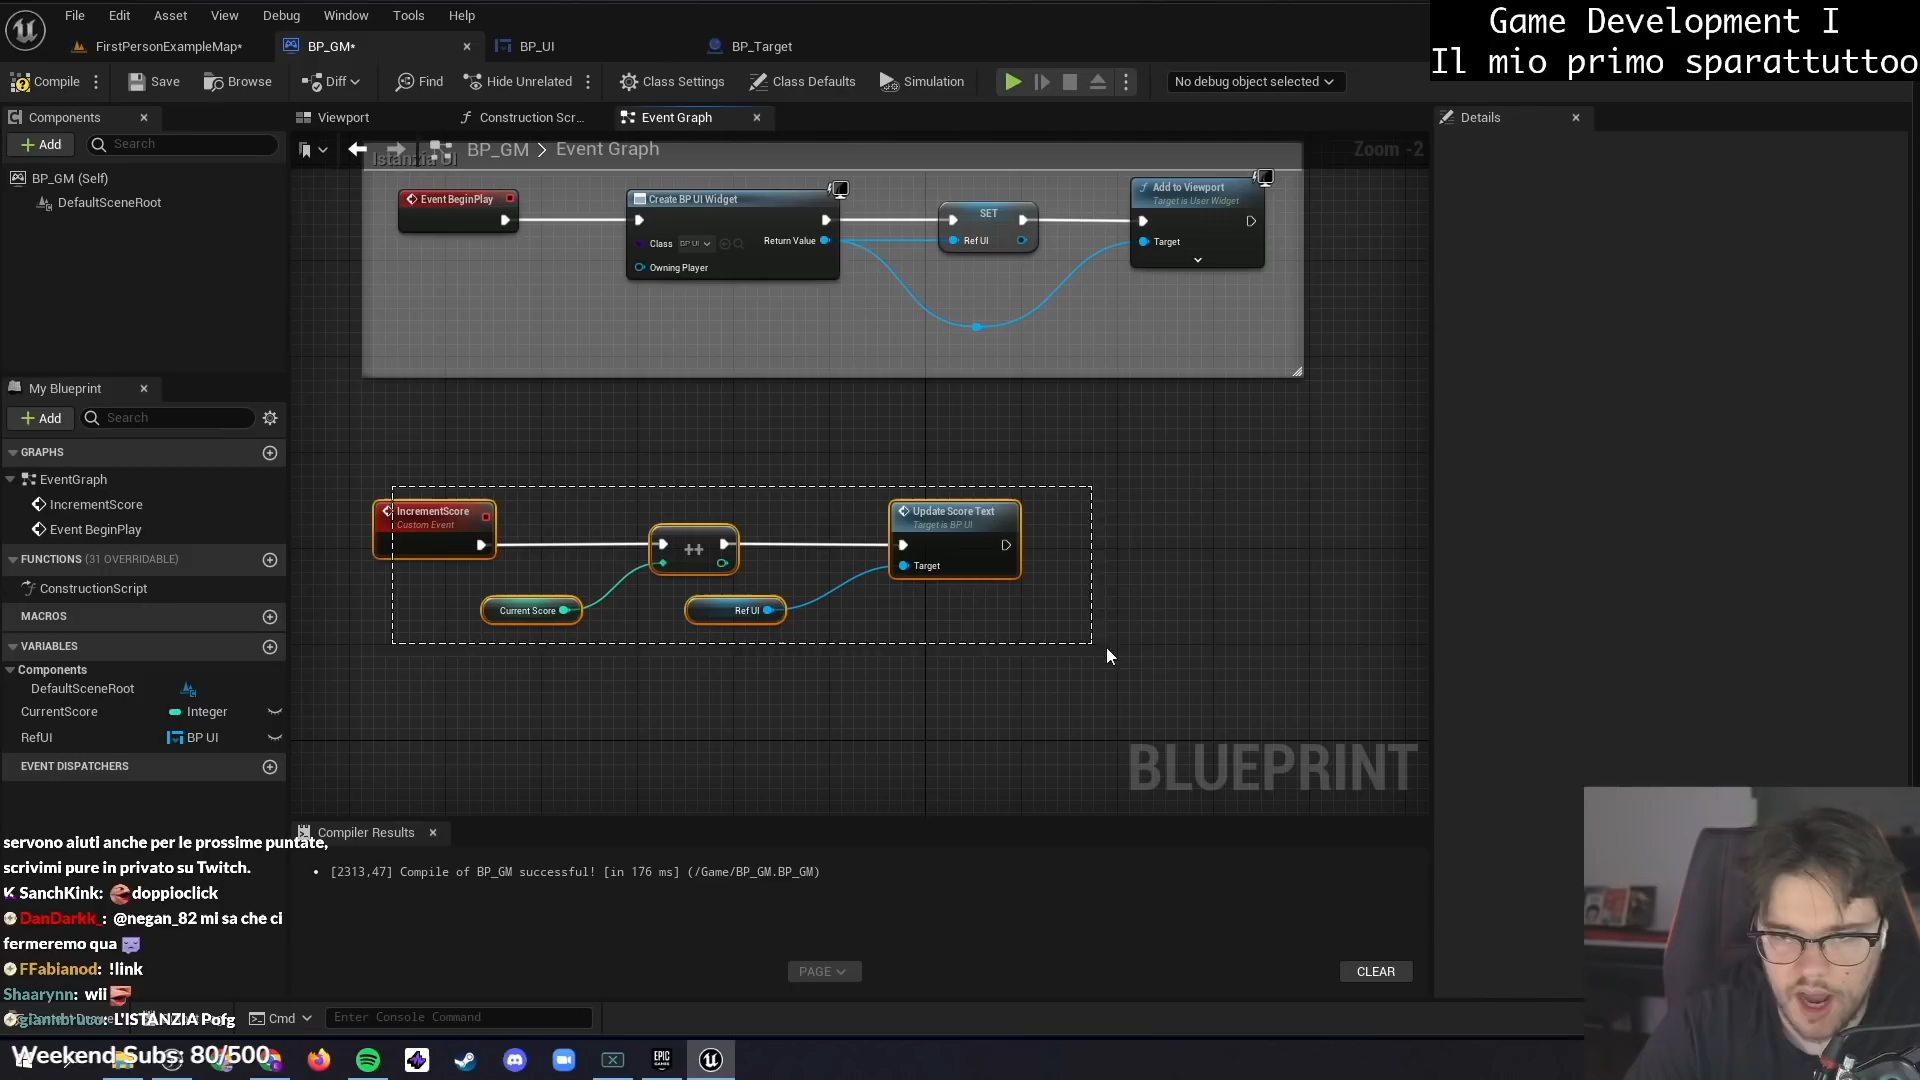 File Edit Asset View Debug Window Tools Help
Game Development I
Il mio primo sparattuttoo
FirstPersonExampleMap* BP_GM* BP_UI BP_Target
Compile Save Browse Diff Find Hide Unrelated Class Settings Class Defaults Simulation No debug object selected
Components Viewport Construction Scr... Event Graph Details
Add Search
BP_GM > Event Graph Zoom -2
Istanzia UI
BP_GM (Self)
DefaultSceneRoot
Event BeginPlay
Create BP UI Widget
Class BP UI
Return Value
Owning Player
SET
Ref UI
Add to Viewport
Target is User Widget
Target
My Blueprint
Add Search
GRAPHS
EventGraph
IncrementScore
Event BeginPlay
FUNCTIONS (31 OVERRIDABLE)
ConstructionScript
MACROS
VARIABLES
Components
DefaultSceneRoot
CurrentScore Integer
RefUI BP UI
EVENT DISPATCHERS
IncrementScore
Custom Event
++
Current Score
Ref UI
Update Score Text
Target is BP UI
Target
BLUEPRINT
Compiler Results
[2313,47] Compile of BP_GM successful! [in 176 ms] (/Game/BP_GM.BP_GM)
PAGE CLEAR
servono aiuti anche per le prossime puntate,
scrivimi pure in privato su Twitch.
SanchKink: doppioclick
DanDarkk_: @negan_82 mi sa che ci
fermeremo qua
FFabianod: !link
Shaarynn: wii
L'ISTANZIA Pofg
Cmd Enter Console Command
Weekend Subs: 80/500
EPIC
GAMES